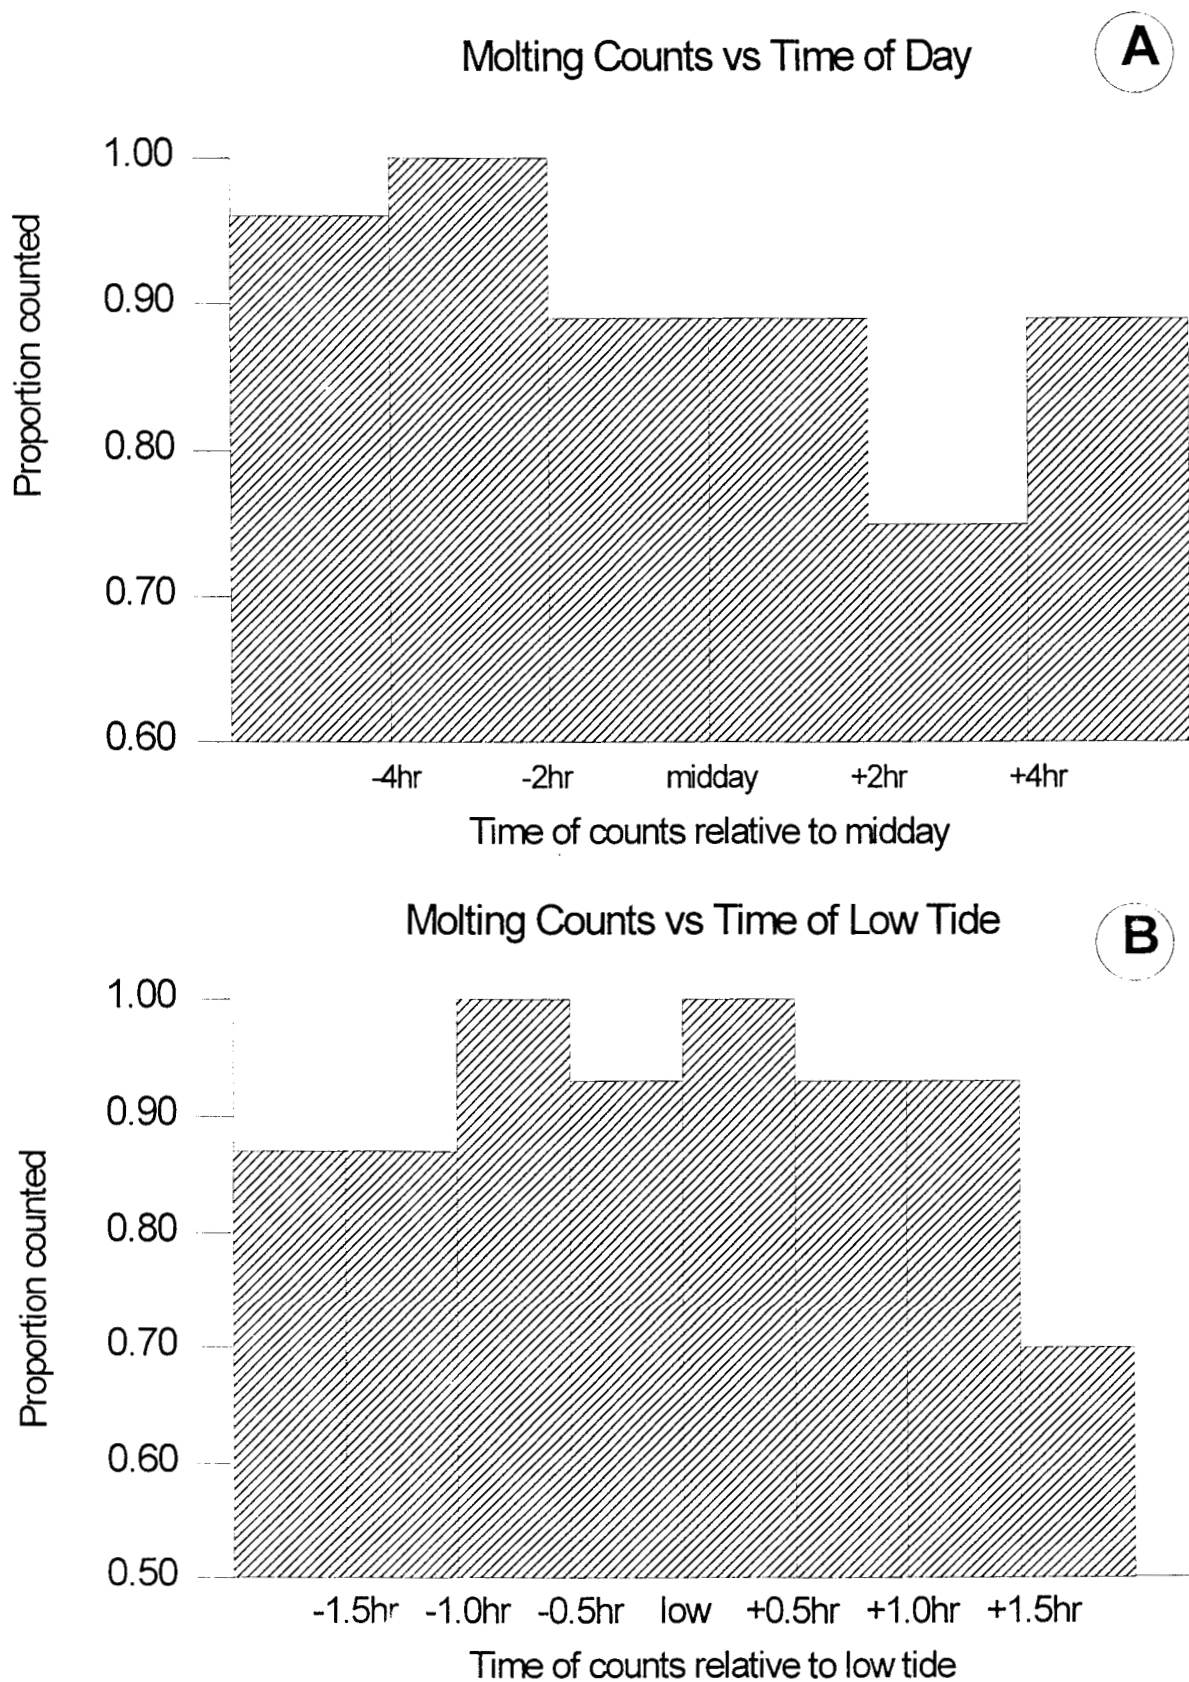 Molting Counts vs Time of Day
A
1.00
0.90
0.80
0.70
0.60
Proportion counted
-4hr -2hr midday +2hr +4hr
Time of counts relative to midday
Molting Counts vs Time of Low Tide
B
1.00
0.90
0.80
0.70
0.60
0.50
Proportion counted
-1.5hr -1.0hr -0.5hr low +0.5hr +1.0hr +1.5hr
Time of counts relative to low tide